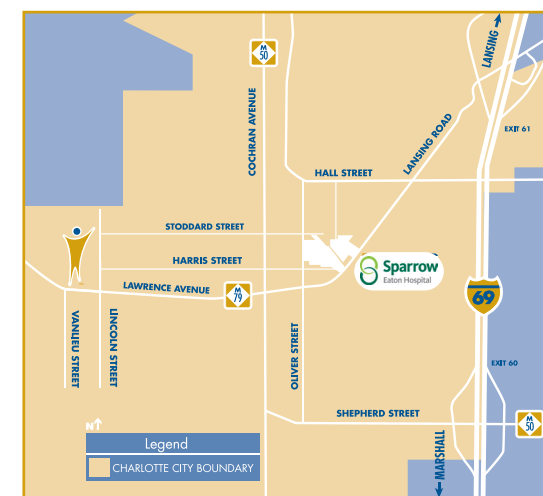 LANSING
M
50
EXIT 61
COCHRAN AVENUE
LANSING ROAD
HALL STREET
STODDARD STREET
HARRIS STREET
Sparrow
Eaton Hospital
LAWRENCE AVENUE
M
79
69
VANLIEU STREET
LINCOLN STREET
OLIVER STREET
EXIT 60
SHEPHERD STREET
M
50
N
Legend
CHARLOTTE CITY BOUNDARY
MARSHALL